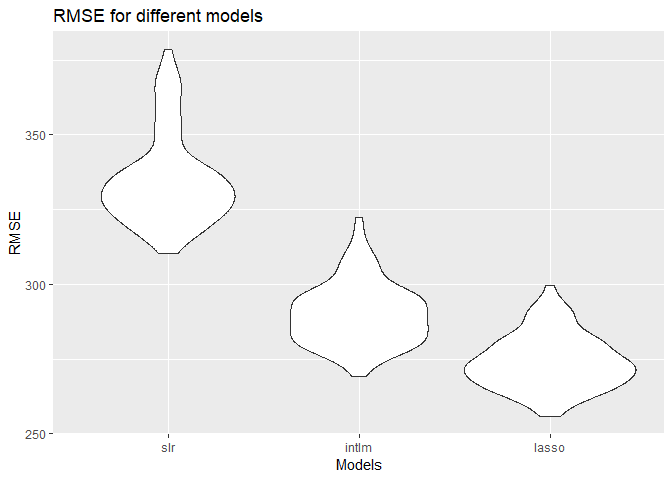 RMSE for different models
350
300
250
RMSE
slr
intlm
lasso
Models